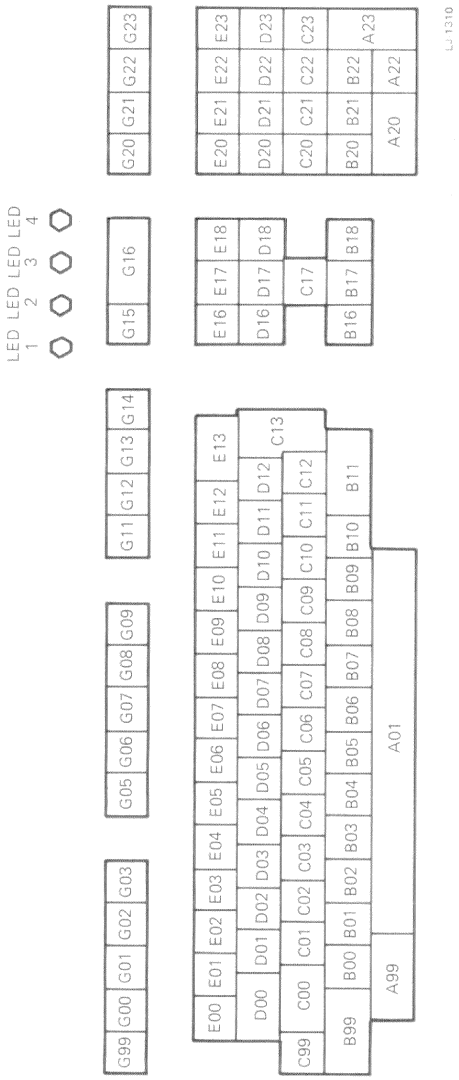 LED LED LED LED
1 2 3 4
G99 G00 G01 G02 G03 G05 G06 G07 G08 G09 G11 G12 G13 G14 G15 G16 G20 G21 G22 G23
E00 E01 E02 E03 E04 E05 E06 E07 E08 E09 E10 E11 E12 E13 E16 E17 E18 E20 E21 E22 E23
D00 D01 D02 D03 D04 D05 D06 D07 D08 D09 D10 D11 D12 C13 D16 D17 D18 D20 D21 D22 D23
C99 C00 C01 C02 C03 C04 C05 C06 C07 C08 C09 C10 C11 C12 C17 C20 C21 C22 C23
B99 B00 B01 B02 B03 B04 B05 B06 B07 B08 B09 B10 B11 B16 B17 B18 B20 B21 B22 A23
A99 A01 A20 A22
LJ 1310